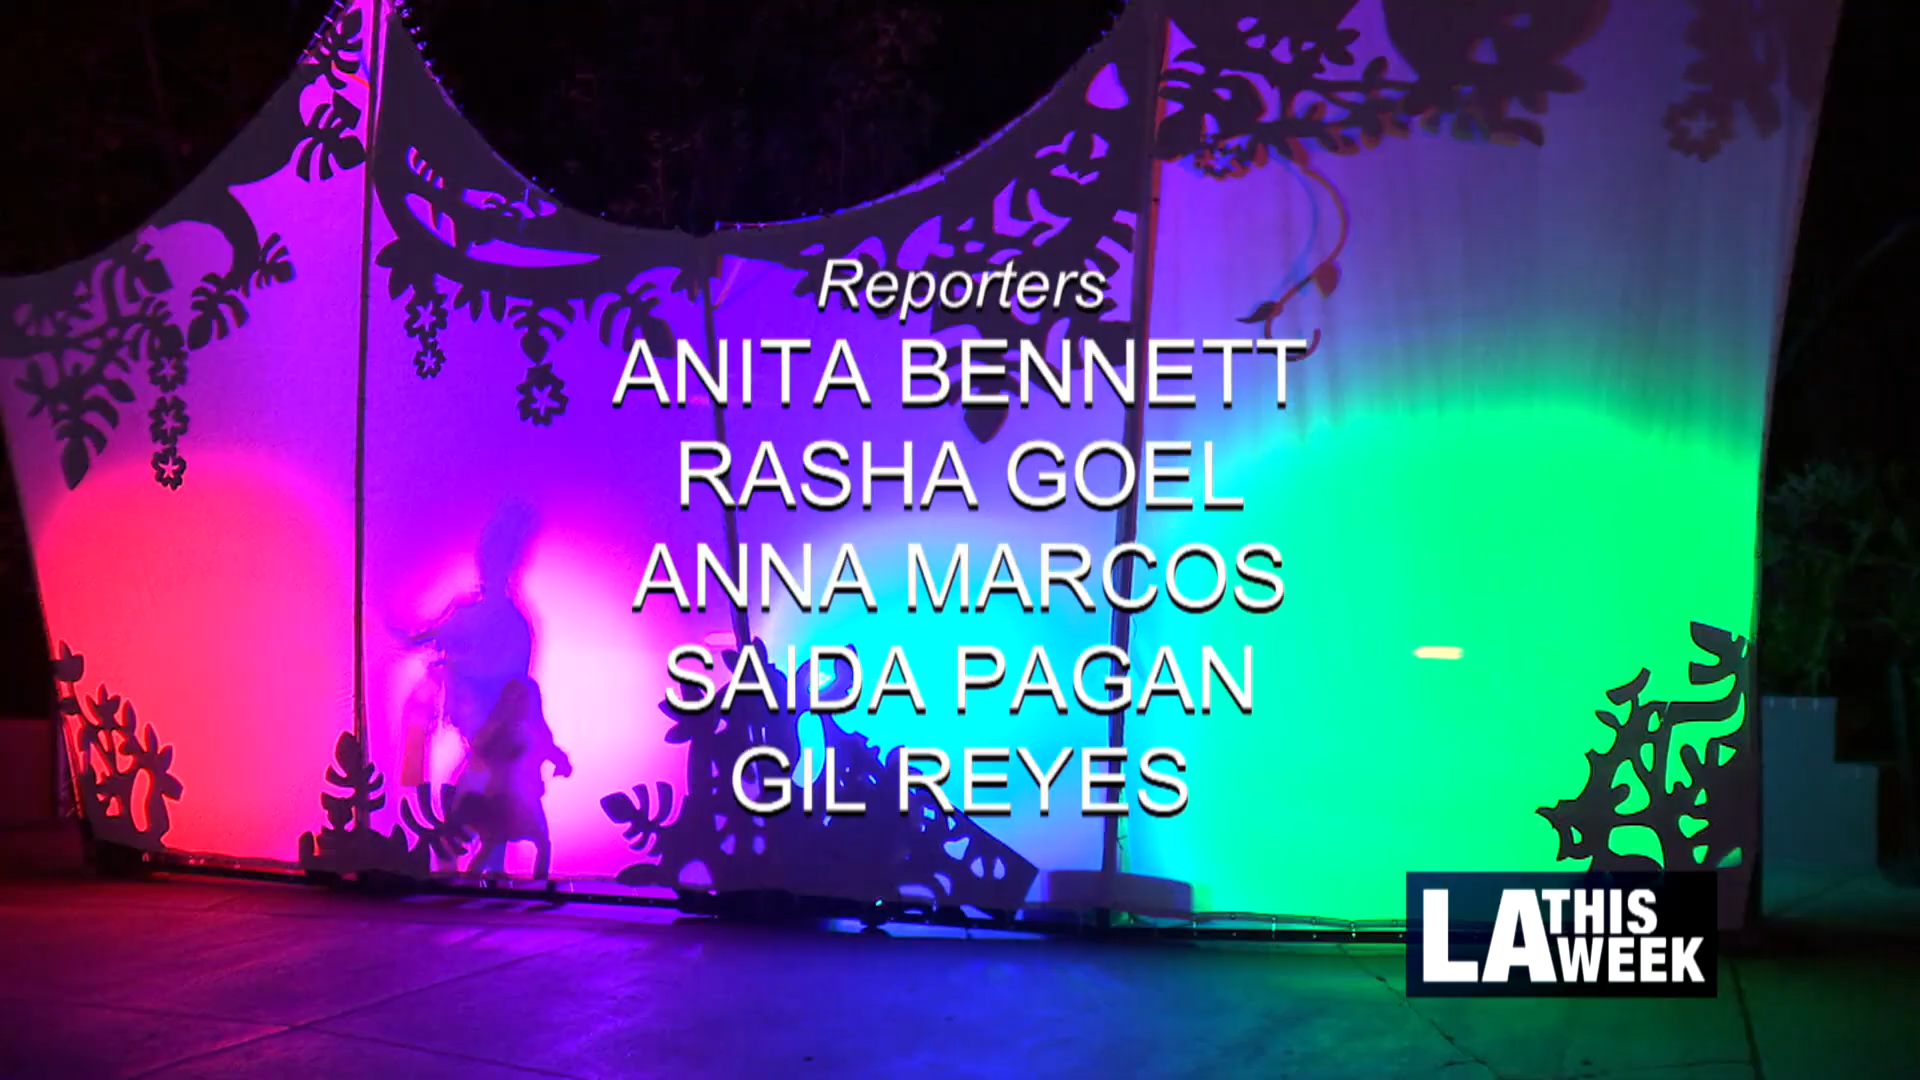 Reporters
ANITA BENNETT
RASHA GOEL
ANNA MARCOS
SAIDA PAGAN
GIL REYES
LA THIS WEEK